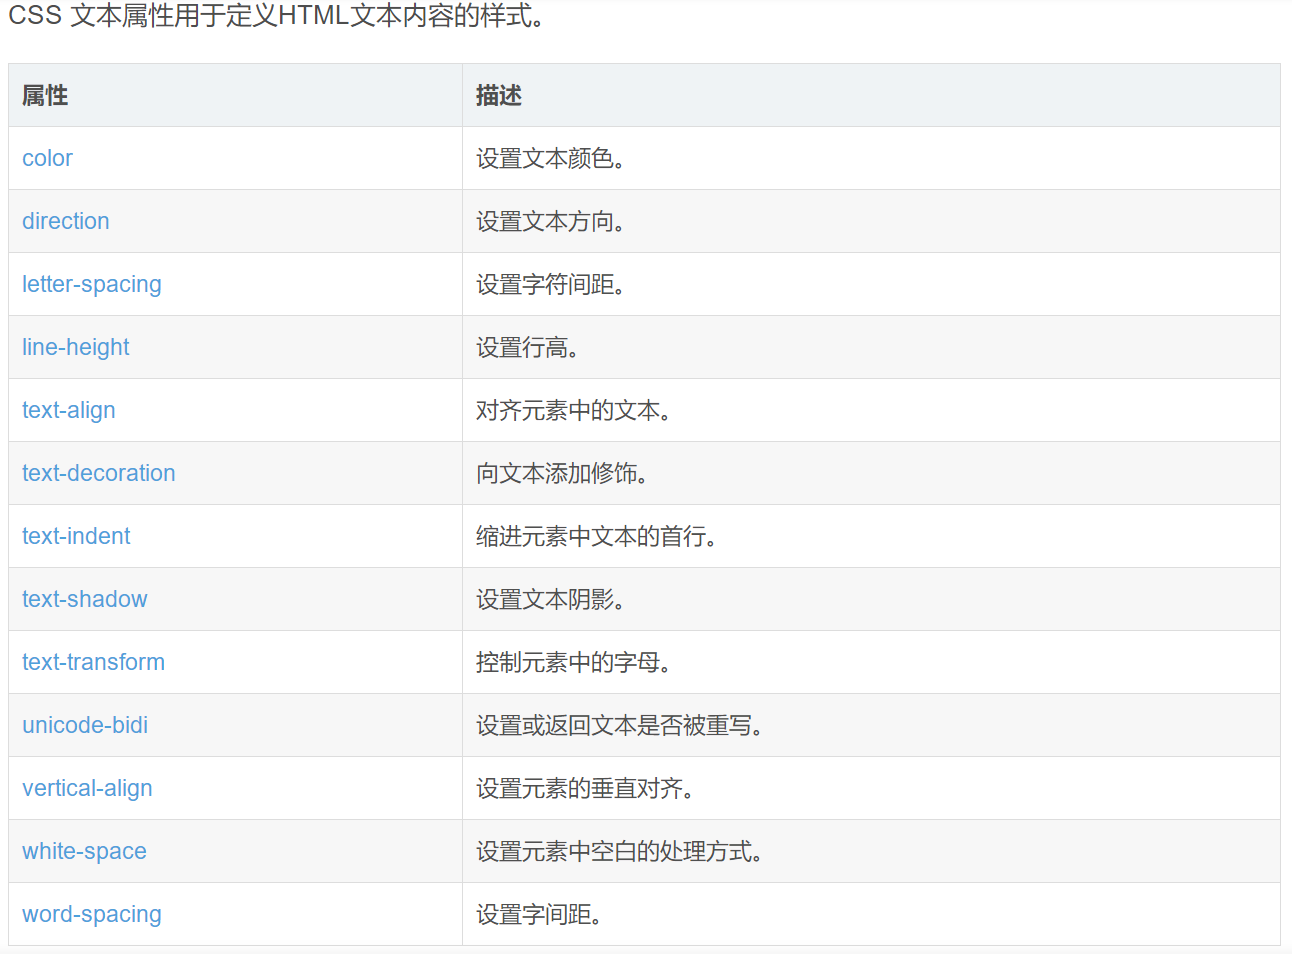 CSS 文本属性用于定义HTML文本内容的样式。
属性 描述
color 设置文本颜色。
direction 设置文本方向。
letter-spacing 设置字符间距。
line-height 设置行高。
text-align 对齐元素中的文本。
text-decoration 向文本添加修饰。
text-indent 缩进元素中文本的首行。
text-shadow 设置文本阴影。
text-transform 控制元素中的字母。
unicode-bidi 设置或返回文本是否被重写。
vertical-align 设置元素的垂直对齐。
white-space 设置元素中空白的处理方式。
word-spacing 设置字间距。